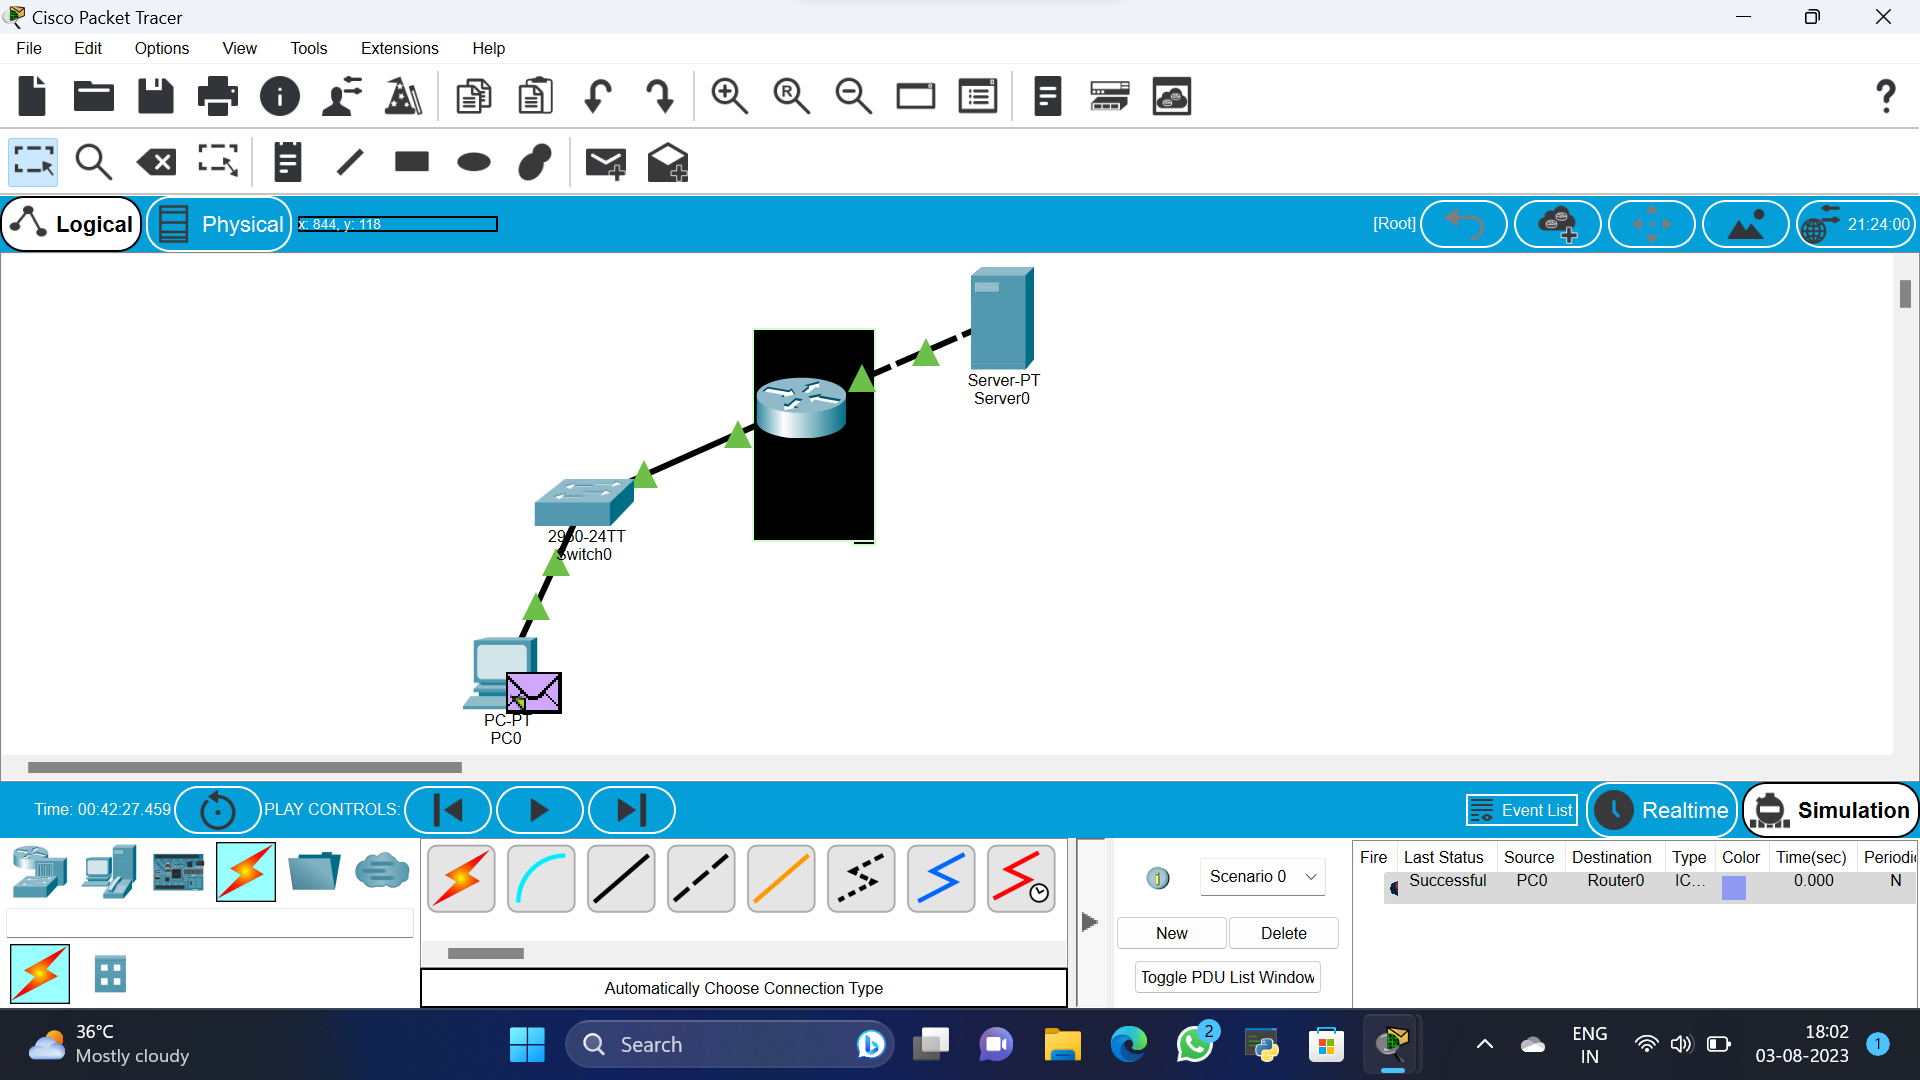 Cisco Packet Tracer
File Edit Options View Tools Extensions Help
Logical Physical x: 844, y: 118 [Root] 21:24:00
Server-PT
Server0
2950-24TT
Switch0
PC-PT
PC0
Time: 00:42:27.459 PLAY CONTROLS: Event List Realtime Simulation
Fire Last Status Source Destination Type Color Time(sec) Periodic
Successful PC0 Router0 IC... 0.000 N
Scenario 0
New Delete
Toggle PDU List Window
Automatically Choose Connection Type
36°C
Mostly cloudy
Search
2
ENG
IN
18:02
03-08-2023
1